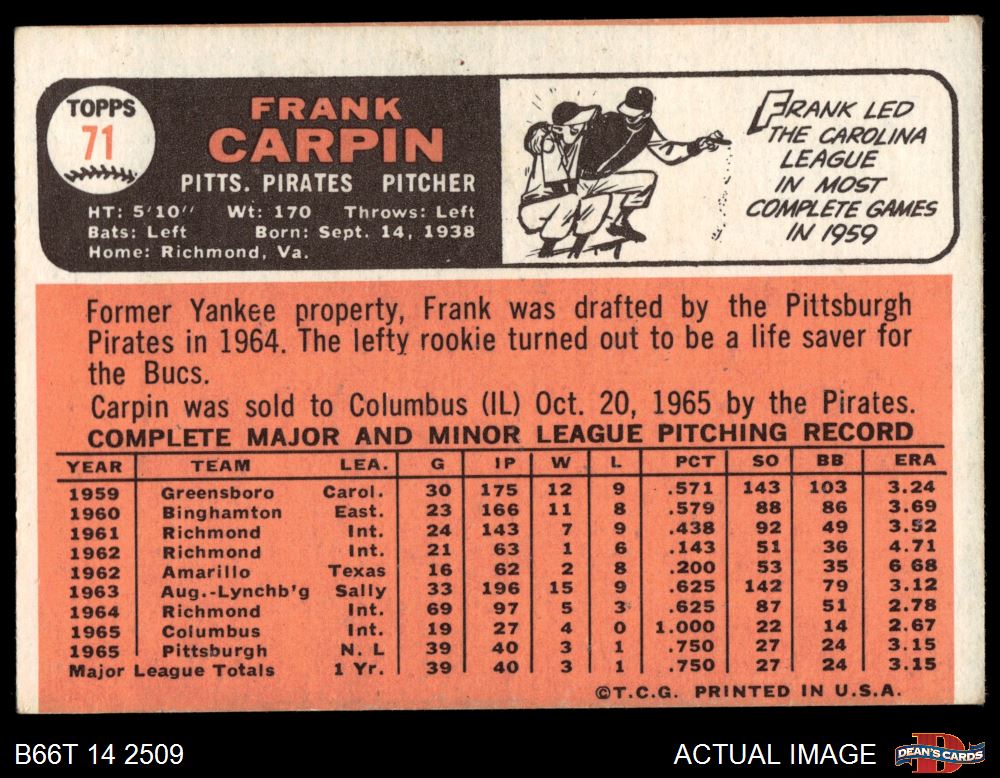 TOPPS
71
FRANK
CARPIN
PITTS. PIRATES PITCHER
HT: 5'10" Wt: 170 Throws: Left
Bats: Left Born: Sept. 14, 1938
Home: Richmond, Va.
FRANK LED
THE CAROLINA
LEAGUE
IN MOST
COMPLETE GAMES
IN 1959
Former Yankee property, Frank was drafted by the Pittsburgh
Pirates in 1964. The lefty rookie turned out to be a life saver for
the Bucs.
Carpin was sold to Columbus (IL) Oct. 20, 1965 by the Pirates.
COMPLETE MAJOR AND MINOR LEAGUE PITCHING RECORD
YEAR TEAM LEA. G IP W L PCT SO BB ERA
1959 Greensboro Carol. 30 175 12 9 .571 143 103 3.24
1960 Binghamton East. 23 166 11 8 .579 88 86 3.69
1961 Richmond Int. 24 143 7 9 .438 92 49 3.52
1962 Richmond Int. 21 63 1 6 .143 51 36 4.71
1962 Amarillo Texas 16 62 2 8 .200 53 35 6 68
1963 Aug.-Lynchb'g Sally 33 196 15 9 .625 142 79 3.12
1964 Richmond Int. 69 97 5 3 .625 87 51 2.78
1965 Columbus Int. 19 27 4 0 1.000 22 14 2.67
1965 Pittsburgh N. L 39 40 3 1 .750 27 24 3.15
Major League Totals 1 Yr. 39 40 3 1 .750 27 24 3.15
©T.C.G. PRINTED IN U.S.A.
B66T 14 2509
ACTUAL IMAGE
DEAN'S CARDS